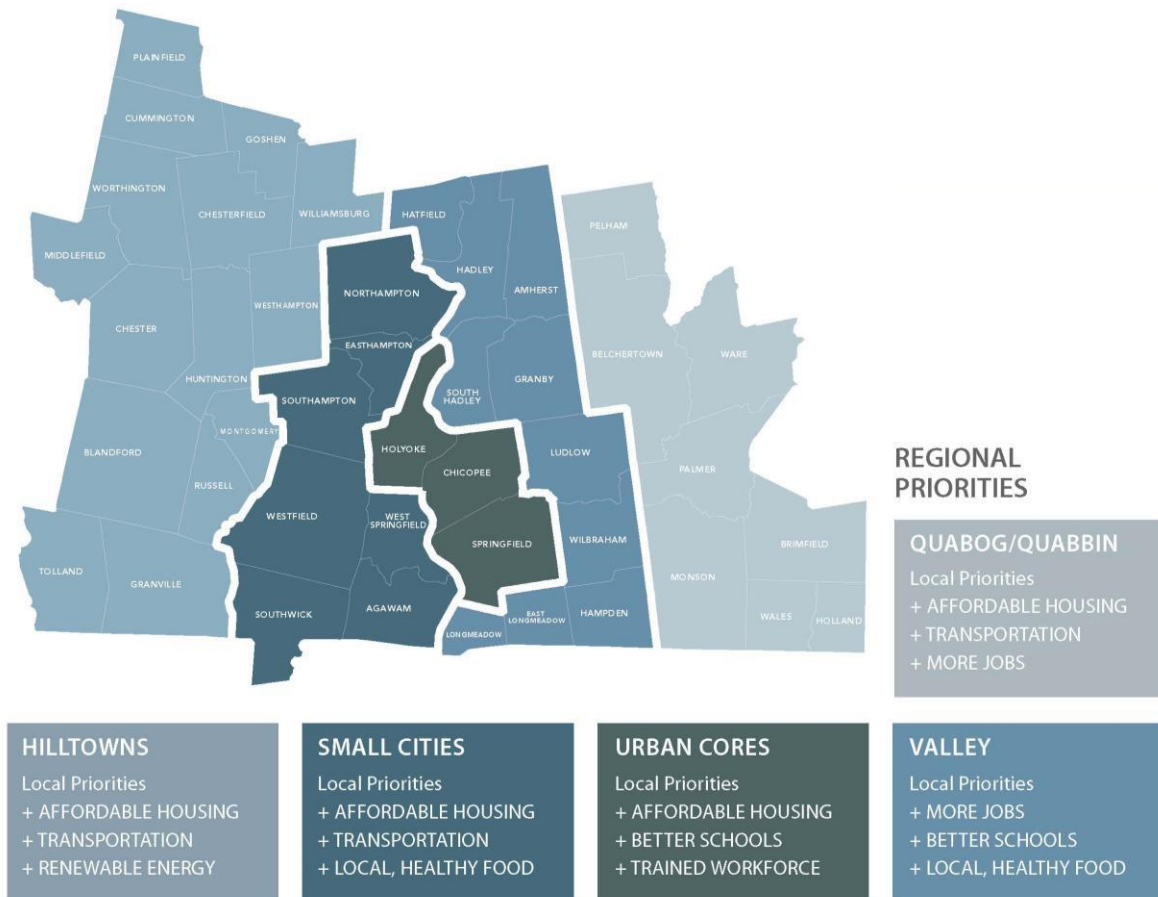 PLAINFIELD
CUMMINGTON
GOSHEN
WORTHINGTON
CHESTERFIELD
WILLIAMSBURG
HATFIELD
PELHAM
MIDDLEFIELD
HADLEY
NORTHAMPTON
AMHERST
WESTHAMPTON
CHESTER
EASTHAMPTON
BELCHERTOWN
WARE
HUNTINGTON
GRANBY
SOUTH
HADLEY
SOUTHAMPTON
MONTGOMERY
HOLYOKE
BLANDFORD
LUDLOW
CHICOPEE
PALMER
RUSSELL
WESTFIELD
WEST
SPRINGFIELD
SPRINGFIELD
WILBRAHAM
BRIMFIELD
TOLLAND
GRANVILLE
MONSON
SOUTHWICK
AGAWAM
EAST
LONGMEADOW
HAMPDEN
WALES
HOLLAND
LONGMEADOW
REGIONAL
PRIORITIES
QUABOG/QUABBIN
Local Priorities
+ AFFORDABLE HOUSING
+ TRANSPORTATION
+ MORE JOBS
HILLTOWNS
Local Priorities
+ AFFORDABLE HOUSING
+ TRANSPORTATION
+ RENEWABLE ENERGY
SMALL CITIES
Local Priorities
+ AFFORDABLE HOUSING
+ TRANSPORTATION
+ LOCAL, HEALTHY FOOD
URBAN CORES
Local Priorities
+ AFFORDABLE HOUSING
+ BETTER SCHOOLS
+ TRAINED WORKFORCE
VALLEY
Local Priorities
+ MORE JOBS
+ BETTER SCHOOLS
+ LOCAL, HEALTHY FOOD